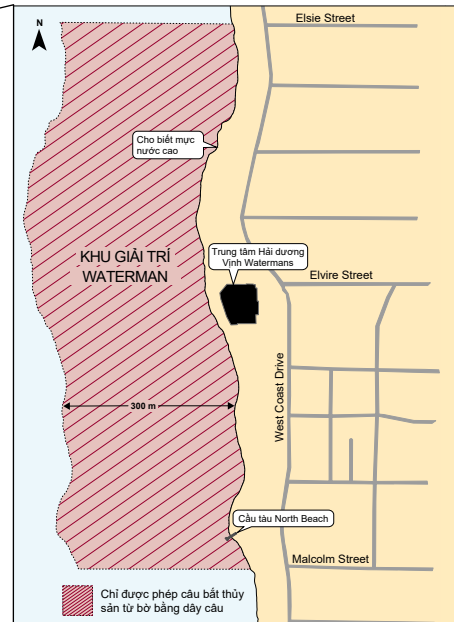 Elsie Street
N
Cho biết mực
nước cao
Trung tâm Hải dương
Vịnh Watermans
KHU GIẢI TRÍ
WATERMAN
Elvire Street
West Coast Drive
300 m
Cầu tàu North Beach
Malcolm Street
Chỉ được phép câu bắt thủy
sản từ bờ bằng dây câu